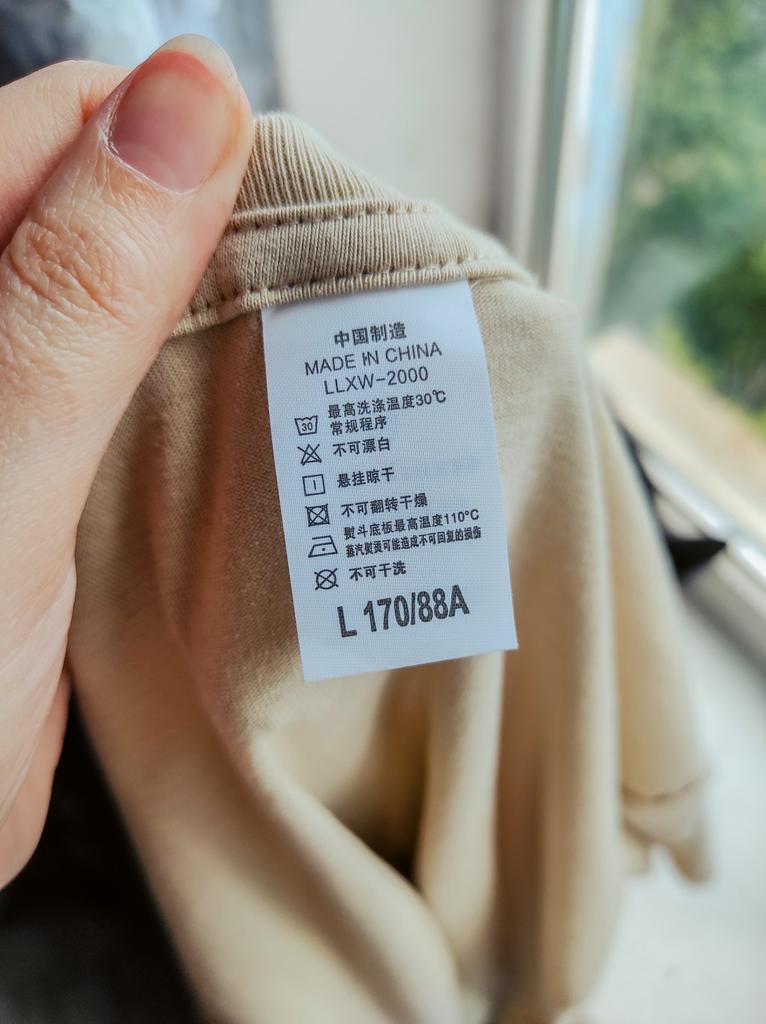 中国制造
MADE IN CHINA
LLXW-2000
最高洗涤温度30℃
30
常规程序
不可漂白
悬挂晾干
不可翻转干燥
熨斗底板最高温度110°C
蒸汽熨烫可能造成不可回复的损伤
不可干洗
L 170/88A